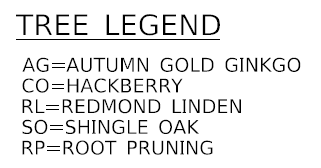 TREE LEGEND
AG=AUTUMN GOLD GINKGO
CO=HACKBERRY
RL=REDMOND LINDEN
SO=SHINGLE OAK
RP=ROOT PRUNING